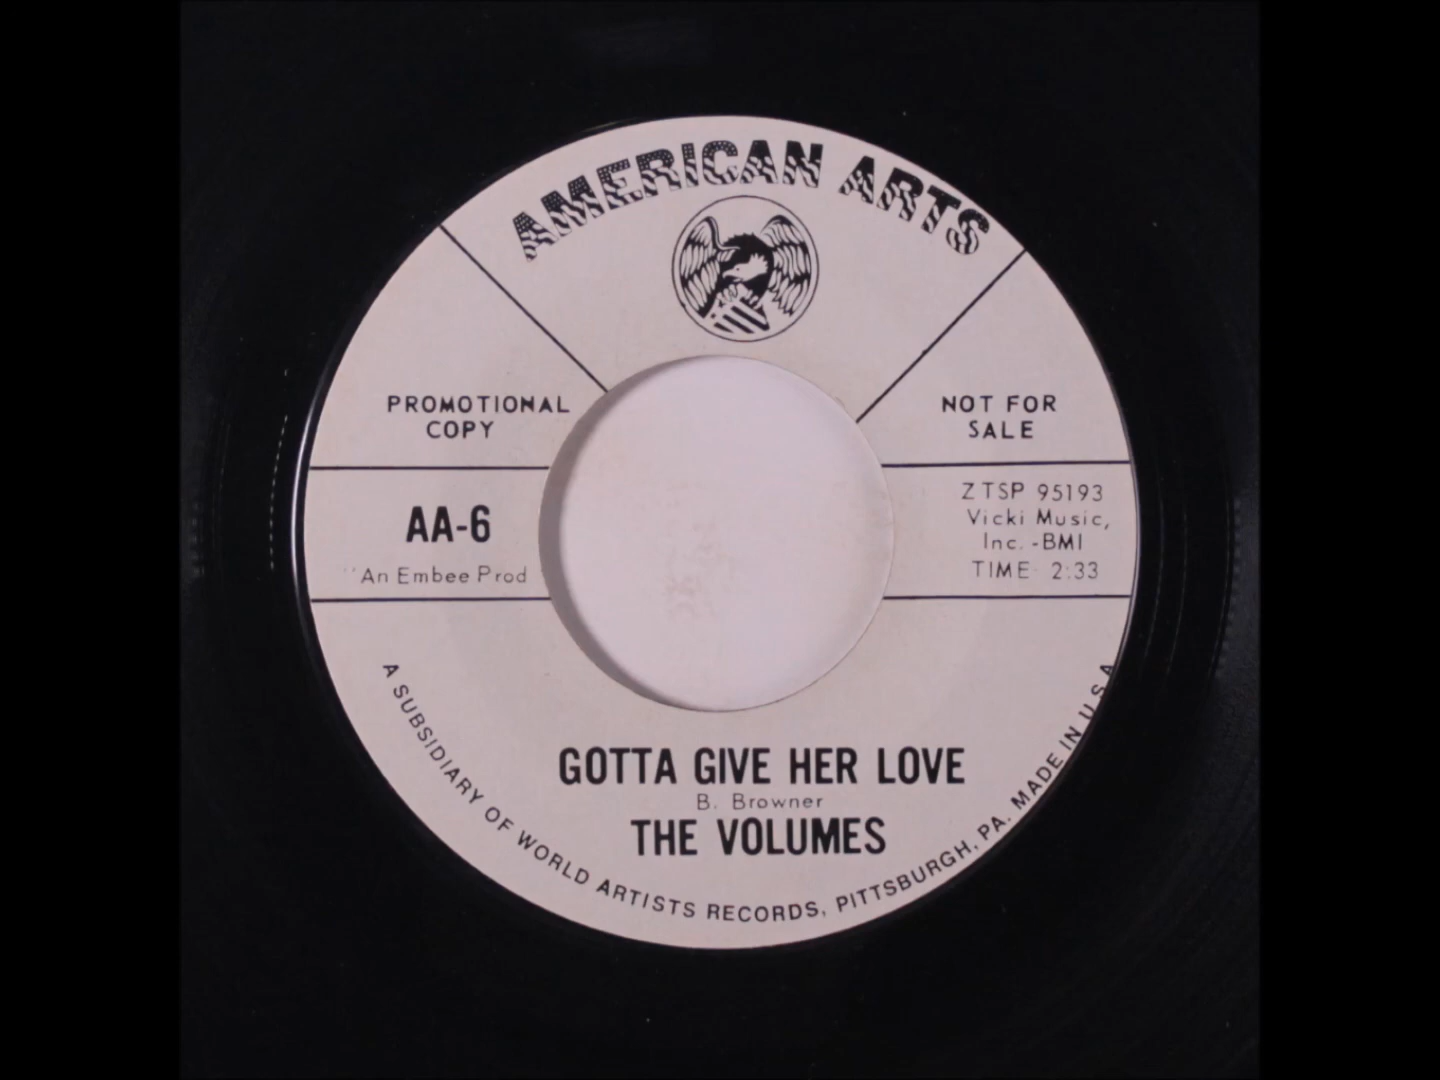 AMERICAN ARTS
PROMOTIONAL
COPY
NOT FOR
SALE
AA-6
"An Embee Prod
ZTSP 95193
Vicki Music,
Inc. -BMI
TIME 2:33
GOTTA GIVE HER LOVE
B. Browner
THE VOLUMES
A SUBSIDIARY OF WORLD ARTISTS RECORDS, PITTSBURGH, PA. MADE IN U.S.A